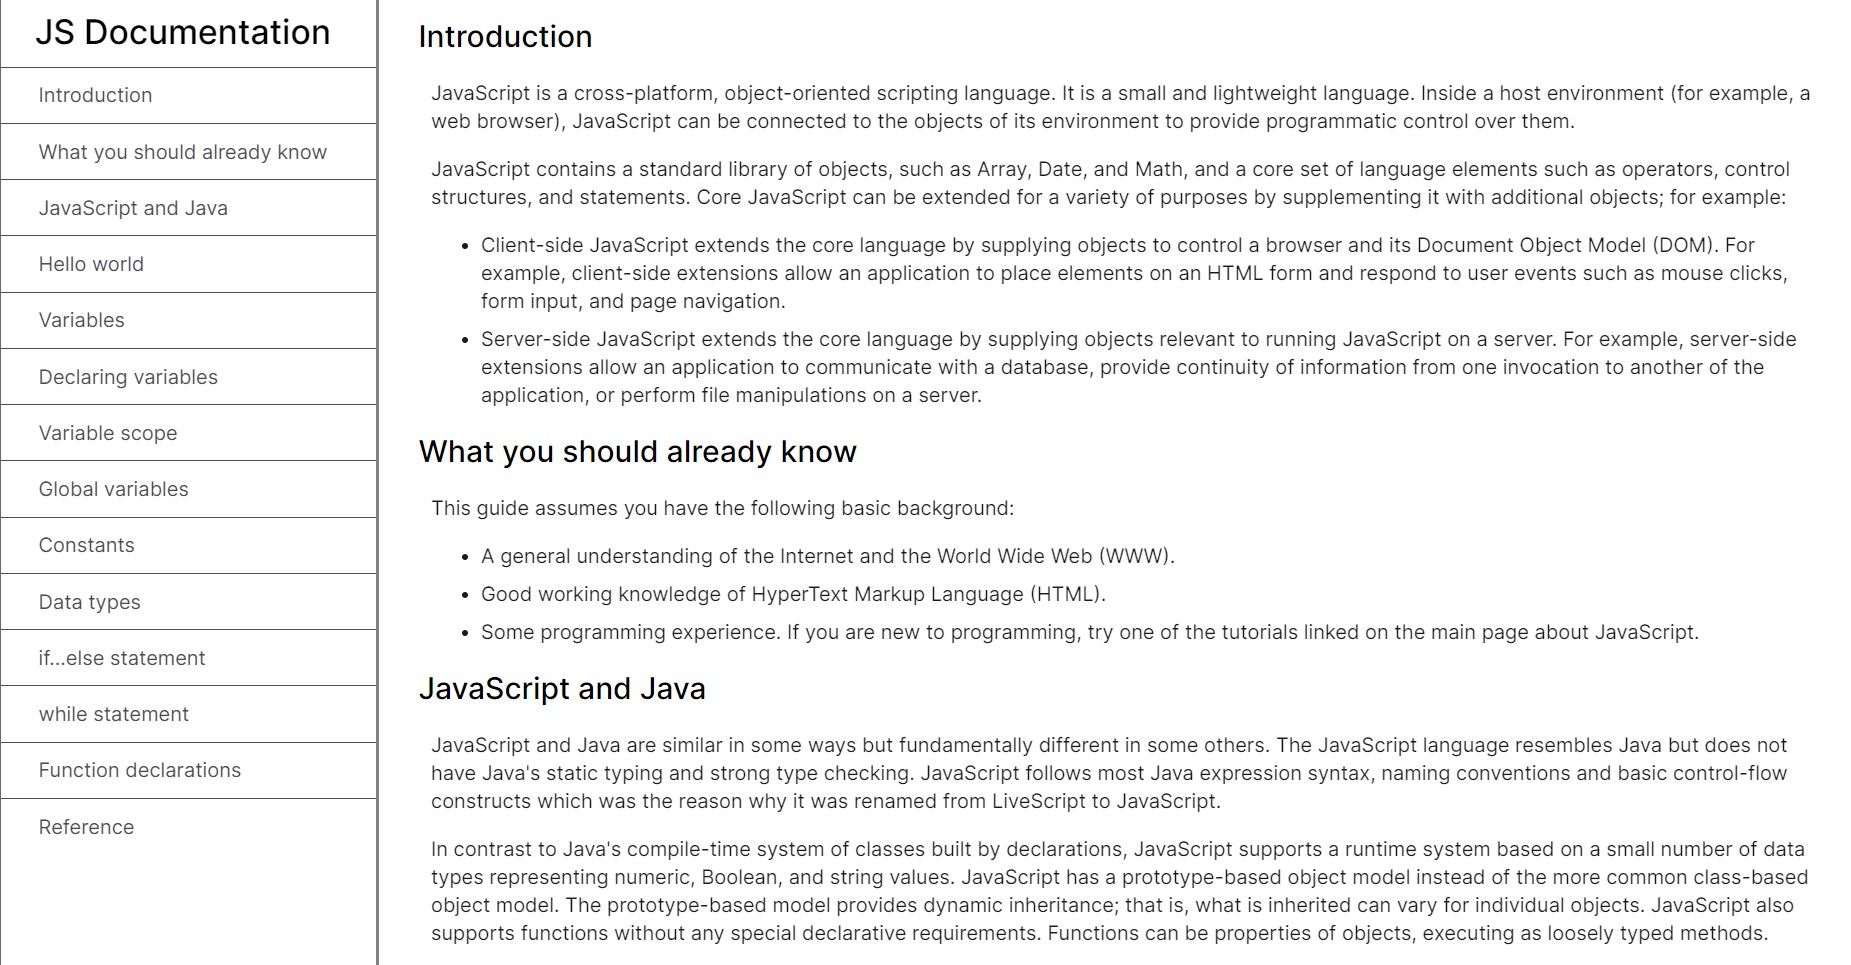 JS Documentation
Introduction
What you should already know
JavaScript and Java
Hello world
Variables
Declaring variables
Variable scope
Global variables
Constants
Data types
if...else statement
while statement
Function declarations
Reference
Introduction
JavaScript is a cross-platform, object-oriented scripting language. It is a small and lightweight language. Inside a host environment (for example, a
web browser), JavaScript can be connected to the objects of its environment to provide programmatic control over them.
JavaScript contains a standard library of objects, such as Array, Date, and Math, and a core set of language elements such as operators, control
structures, and statements. Core JavaScript can be extended for a variety of purposes by supplementing it with additional objects; for example:
• Client-side JavaScript extends the core language by supplying objects to control a browser and its Document Object Model (DOM). For
example, client-side extensions allow an application to place elements on an HTML form and respond to user events such as mouse clicks,
form input, and page navigation.
• Server-side JavaScript extends the core language by supplying objects relevant to running JavaScript on a server. For example, server-side
extensions allow an application to communicate with a database, provide continuity of information from one invocation to another of the
application, or perform file manipulations on a server.
What you should already know
This guide assumes you have the following basic background:
• A general understanding of the Internet and the World Wide Web (WWW).
• Good working knowledge of HyperText Markup Language (HTML).
• Some programming experience. If you are new to programming, try one of the tutorials linked on the main page about JavaScript.
JavaScript and Java
JavaScript and Java are similar in some ways but fundamentally different in some others. The JavaScript language resembles Java but does not
have Java's static typing and strong type checking. JavaScript follows most Java expression syntax, naming conventions and basic control-flow
constructs which was the reason why it was renamed from LiveScript to JavaScript.
In contrast to Java's compile-time system of classes built by declarations, JavaScript supports a runtime system based on a small number of data
types representing numeric, Boolean, and string values. JavaScript has a prototype-based object model instead of the more common class-based
object model. The prototype-based model provides dynamic inheritance; that is, what is inherited can vary for individual objects. JavaScript also
supports functions without any special declarative requirements. Functions can be properties of objects, executing as loosely typed methods.